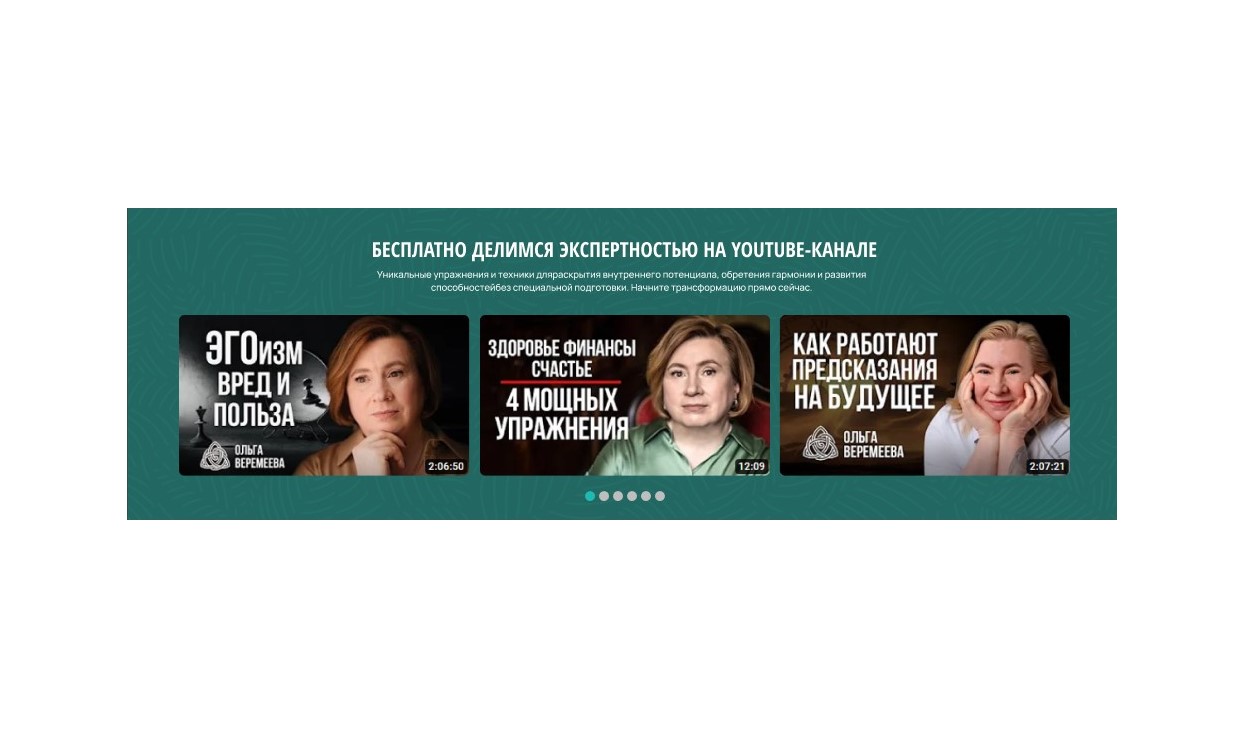 БЕСПЛАТНО ДЕЛИМСЯ ЭКСПЕРТНОСТЬЮ НА YOUTUBE-КАНАЛЕ
Уникальные упражнения и техники дляраскрытия внутреннего потенциала, обретения гармонии и развития
способностейбез специальной подготовки. Начните трансформацию прямо сейчас.
ЭГОизм
ВРЕД И
ПОЛЬЗА
ОЛЬГА
ВЕРЕМЕЕВА
2:06:50
ЗДОРОВЬЕ ФИНАНСЫ
СЧАСТЬЕ
4 МОЩНЫХ
УПРАЖНЕНИЯ
12:09
КАК РАБОТАЮТ
ПРЕДСКАЗАНИЯ
НА БУДУЩЕЕ
ОЛЬГА
ВЕРЕМЕЕВА
2:07:21